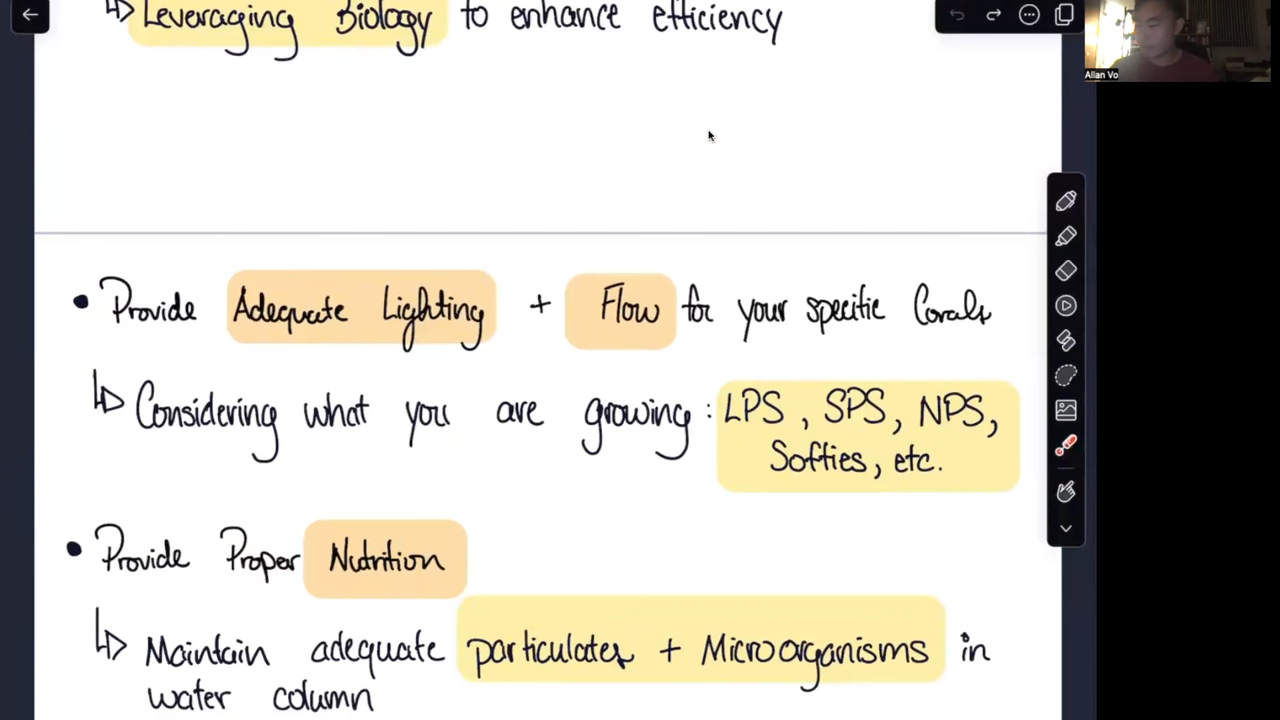 ↳ Leveraging Biology to enhance efficiency
Allan Vo
• Provide Adequate Lighting + Flow for your specific Corals
↳ Considering what you are growing: LPS, SPS, NPS,
Softies, etc.
• Provide Proper Nutrition
↳ Maintain adequate particulates + Microorganisms in
water column